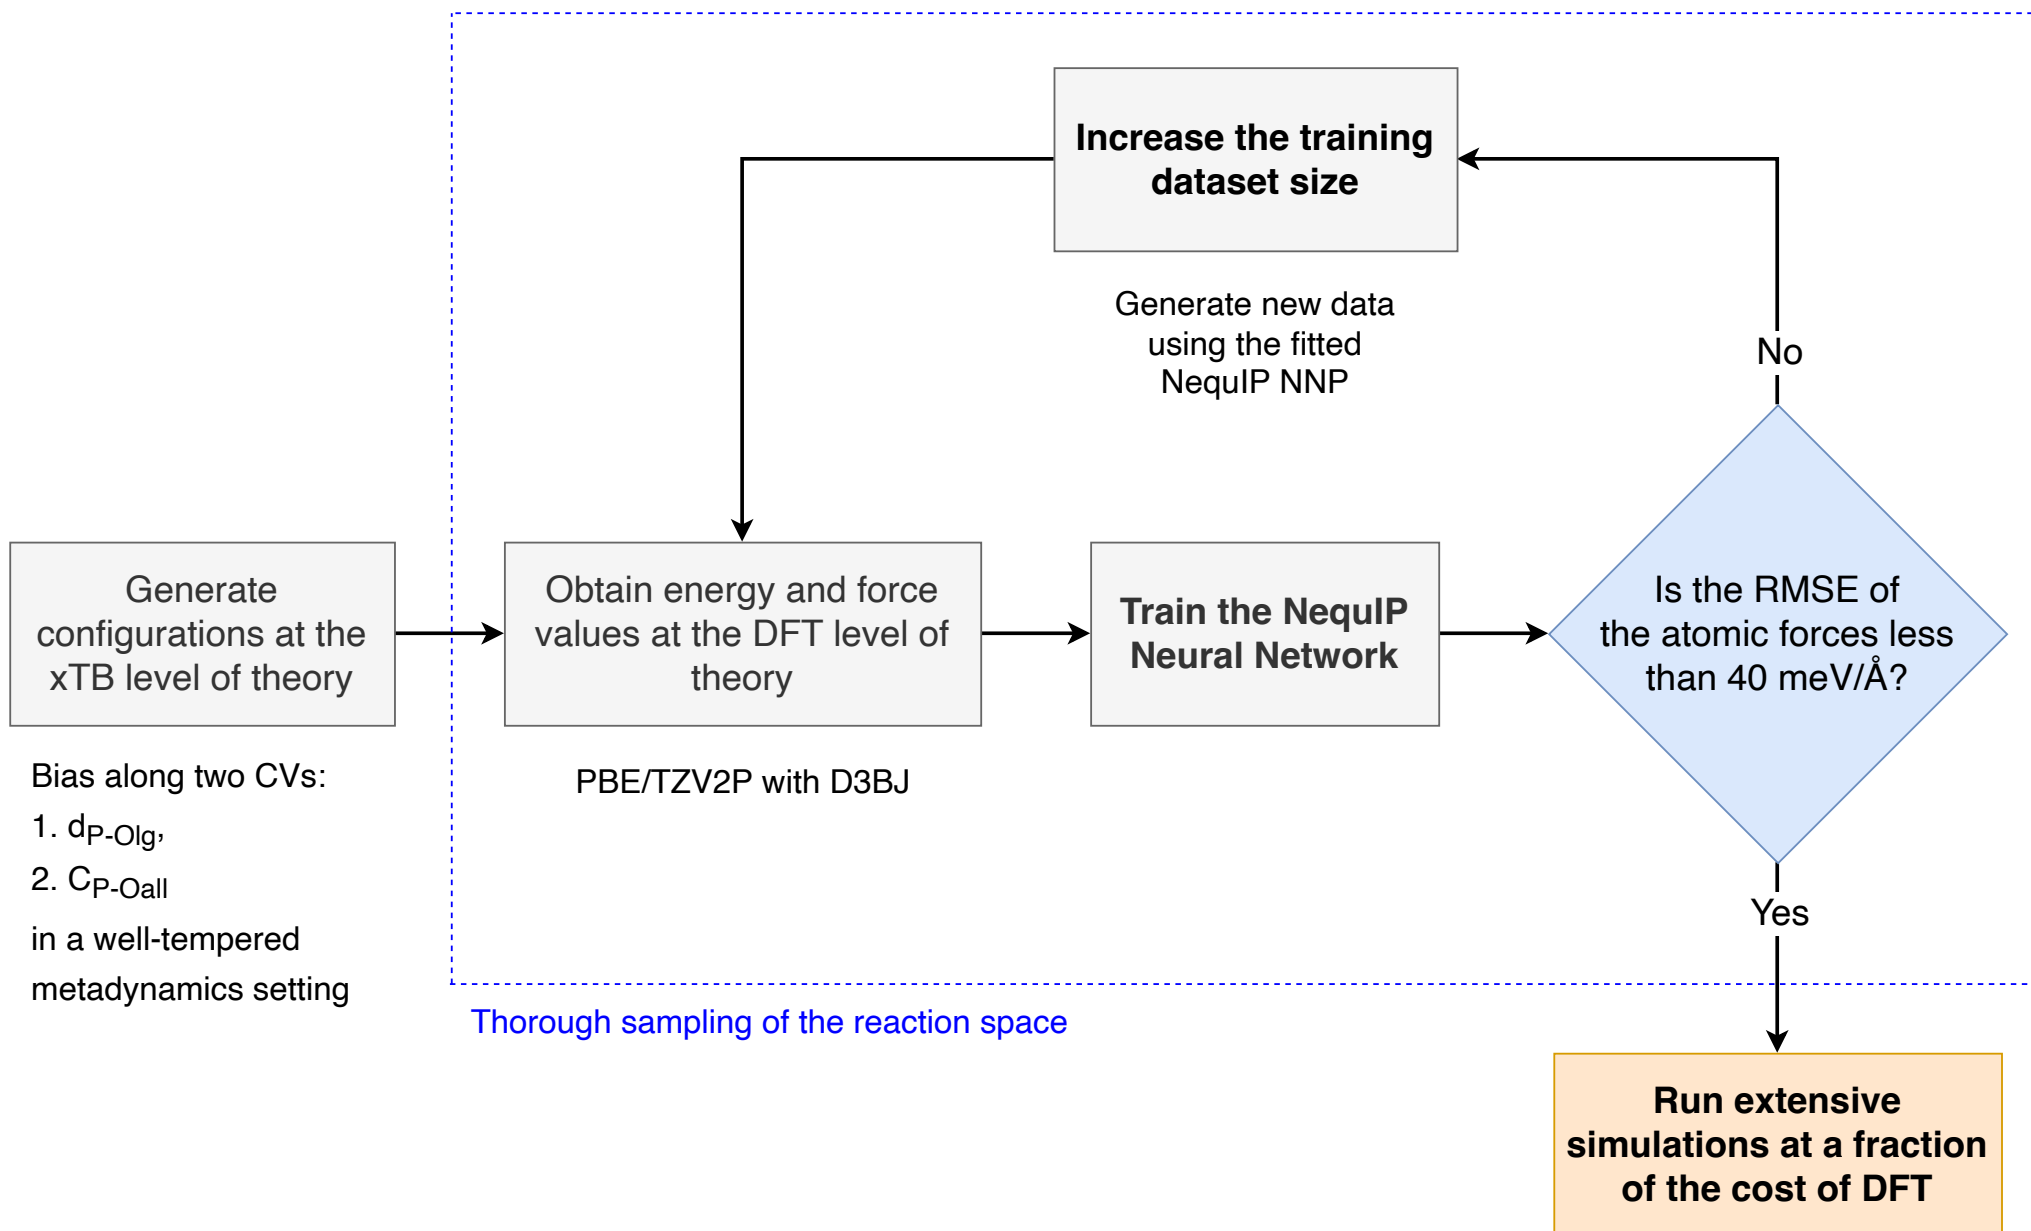 Increase the training
dataset size
Generate new data
using the fitted
NequIP NNP
No
Generate
configurations at the
xTB level of theory
Obtain energy and force
values at the DFT level of
theory
Train the NequIP
Neural Network
Is the RMSE of
the atomic forces less
than 40 meV/Å?
Bias along two CVs:
1. dP-Olg,
2. CP-Oall
in a well-tempered
metadynamics setting
PBE/TZV2P with D3BJ
Yes
Thorough sampling of the reaction space
Run extensive
simulations at a fraction
of the cost of DFT